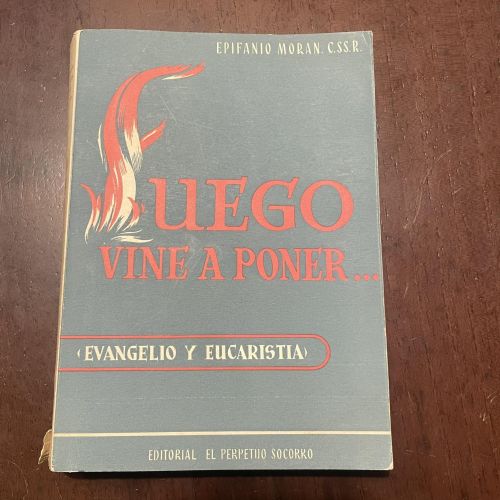 EPIFANIO MORAN. C.SS.R.
FUEGO
VINE A PONER...
(EVANGELIO Y EUCARISTIA)
EDITORIAL EL PERPETUO SOCORRO